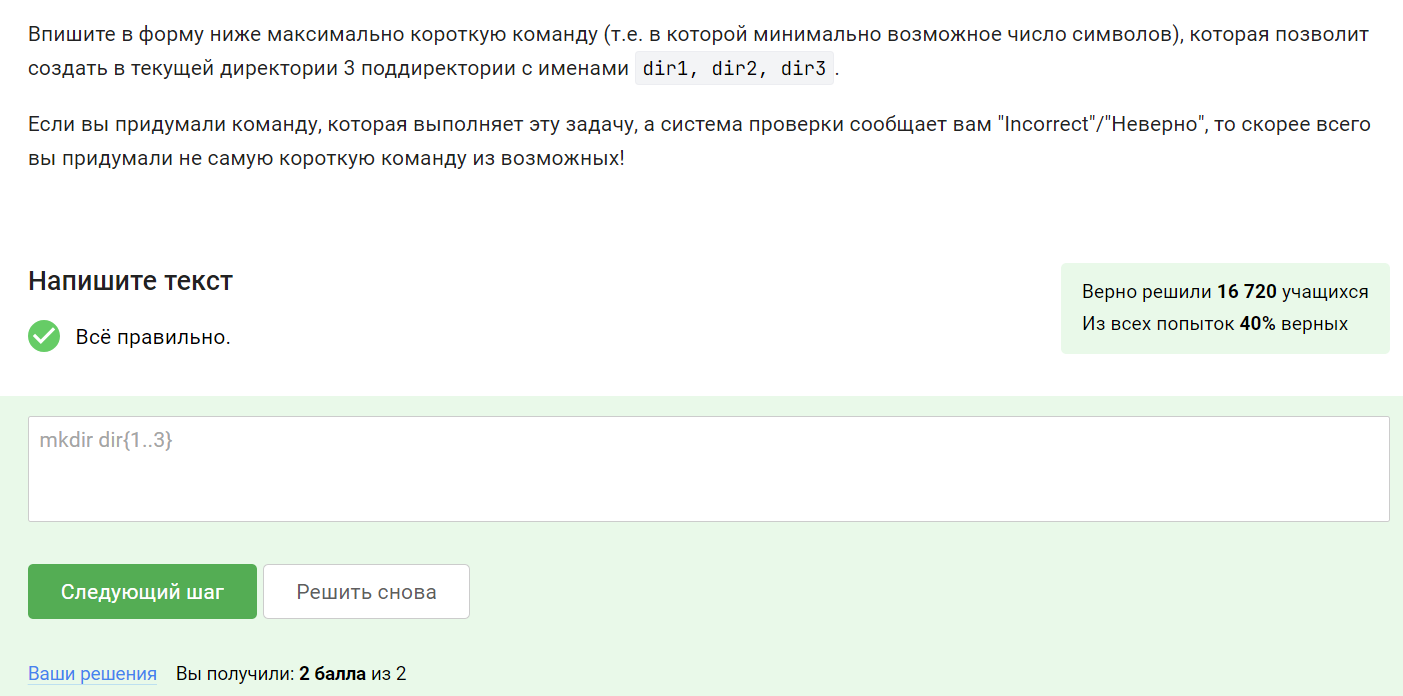 Впишите в форму ниже максимально короткую команду (т.е. в которой минимально возможное число символов), которая позволит
создать в текущей директории 3 поддиректории с именами dir1, dir2, dir3 .
Если вы придумали команду, которая выполняет эту задачу, а система проверки сообщает вам "Incorrect"/"Неверно", то скорее всего
вы придумали не самую короткую команду из возможных!
Напишите текст
Всё правильно.
Верно решили 16 720 учащихся
Из всех попыток 40% верных
mkdir dir{1..3}
Следующий шаг
Решить снова
Ваши решения Вы получили: 2 балла из 2